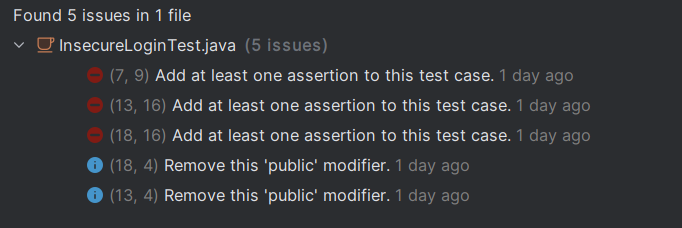 Found 5 issues in 1 file
InsecureLoginTest.java (5 issues)
(7, 9) Add at least one assertion to this test case. 1 day ago
(13, 16) Add at least one assertion to this test case. 1 day ago
(18, 16) Add at least one assertion to this test case. 1 day ago
(18, 4) Remove this 'public' modifier. 1 day ago
(13, 4) Remove this 'public' modifier. 1 day ago